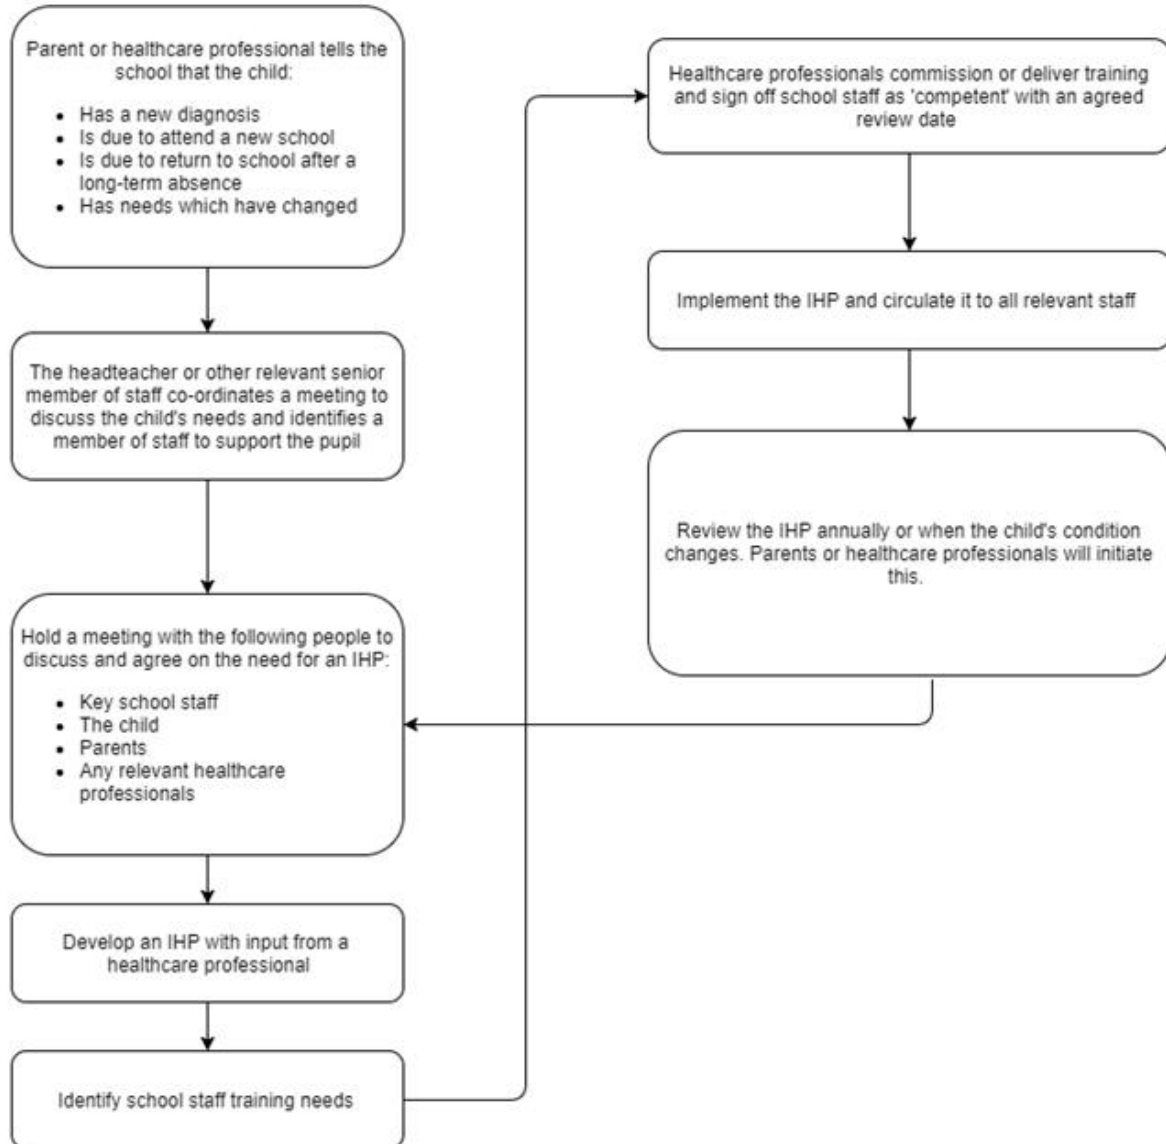 Parent or healthcare professional tells the
school that the child:
• Has a new diagnosis
• Is due to attend a new school
• Is due to return to school after a
long-term absence
• Has needs which have changed
The headteacher or other relevant senior
member of staff co-ordinates a meeting to
discuss the child's needs and identifies a
member of staff to support the pupil
Hold a meeting with the following people to
discuss and agree on the need for an IHP:
• Key school staff
• The child
• Parents
• Any relevant healthcare
professionals
Develop an IHP with input from a
healthcare professional
Identify school staff training needs
Healthcare professionals commission or deliver training
and sign off school staff as 'competent' with an agreed
review date
Implement the IHP and circulate it to all relevant staff
Review the IHP annually or when the child's condition
changes. Parents or healthcare professionals will initiate
this.